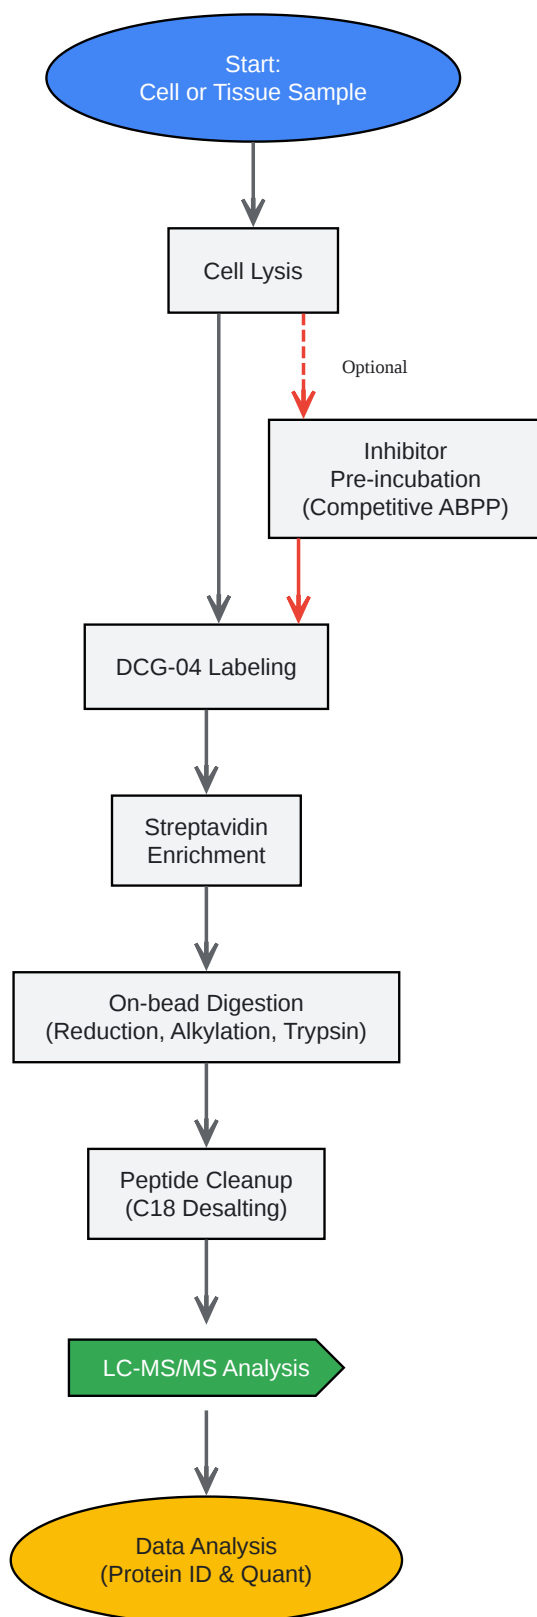 Start:
Cell or Tissue Sample
Cell Lysis
Optional
Inhibitor
Pre-incubation
(Competitive ABPP)
DCG-04 Labeling
Streptavidin
Enrichment
On-bead Digestion
(Reduction, Alkylation, Trypsin)
Peptide Cleanup
(C18 Desalting)
LC-MS/MS Analysis
Data Analysis
(Protein ID & Quant)